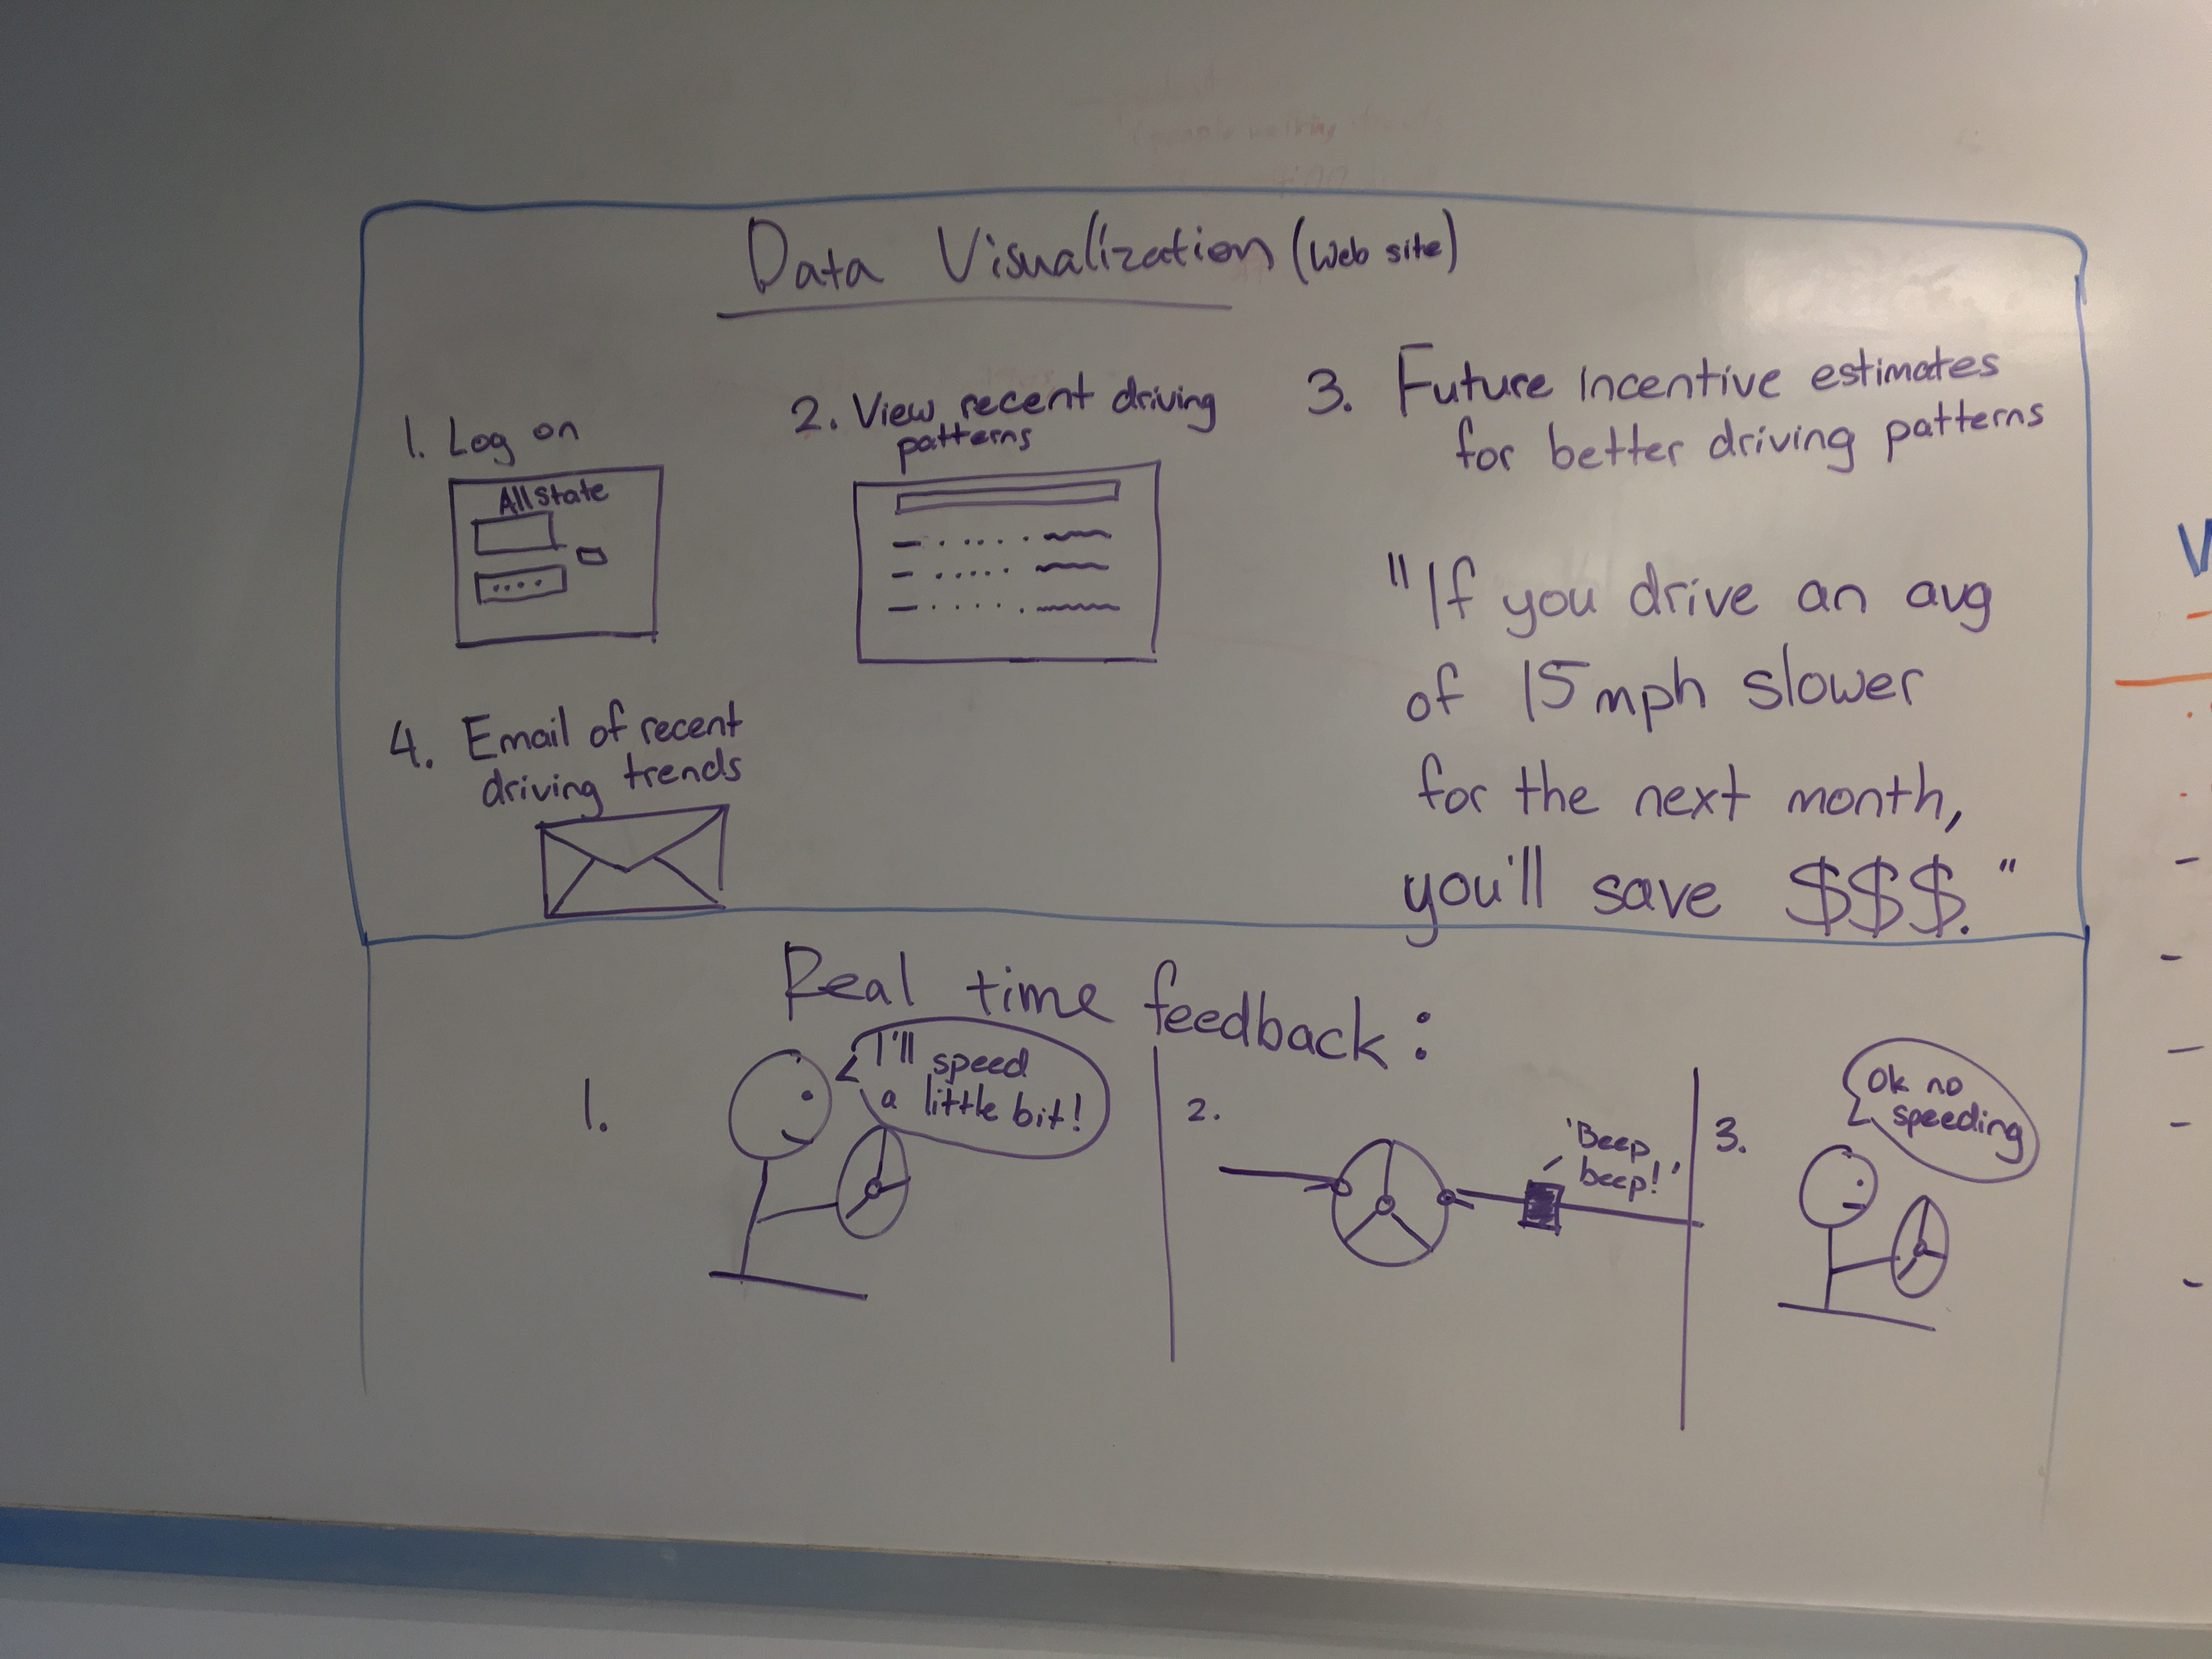 Data Visualization (Web site)
1. Log on
AllState
2. View recent driving
patterns
3. Future Incentive estimates
for better driving patterns
"If you drive an avg
of 15 mph slower
for the next month,
you'll save $$$."
4. Email of recent
driving trends
Real time feedback:
1.
I'll speed
a little bit!
2.
'Beep
beep!'
3.
Ok no
speeding